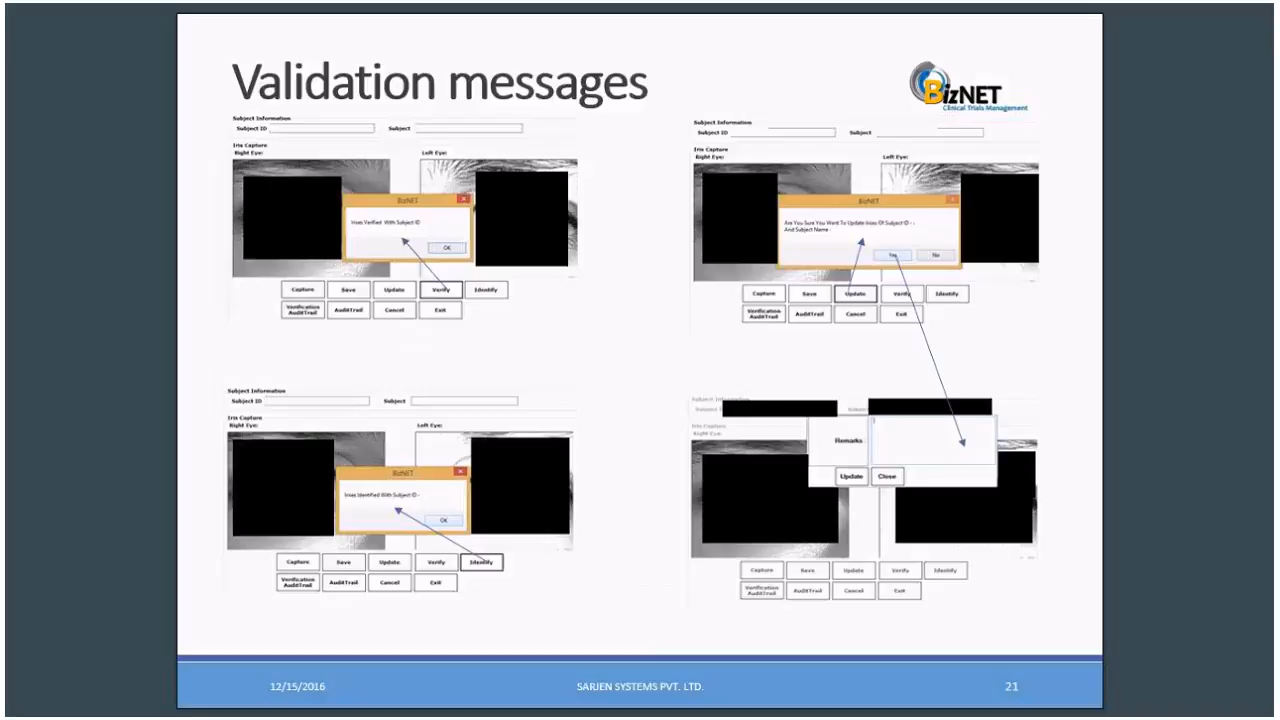 Validation messages
BizNET
Clinical Trials Management
Subject Information
Subject ID Subject
Iris Capture
Right Eye: Left Eye:
BizNET
Irises Verified With Subject ID
OK
Capture Save Update Verify Identify
Verification AuditTrail AuditTrail Cancel Exit
Subject Information
Subject ID Subject
Iris Capture
Right Eye: Left Eye:
BizNET
Are You Sure You Want To Update Irises Of Subject ID - -
And Subject Name -
Yes No
Capture Save Update Verify Identify
Verification AuditTrail AuditTrail Cancel Exit
Subject Information
Subject ID Subject
Iris Capture
Right Eye: Left Eye:
BizNET
Irises Identified With Subject ID -
OK
Capture Save Update Verify Identify
Verification AuditTrail AuditTrail Cancel Exit
Subject Information
Iris Capture
Right Eye:
Remarks
Update Close
Capture Save Update Verify Identify
Verification AuditTrail AuditTrail Cancel Exit
12/15/2016 SARJEN SYSTEMS PVT. LTD. 21